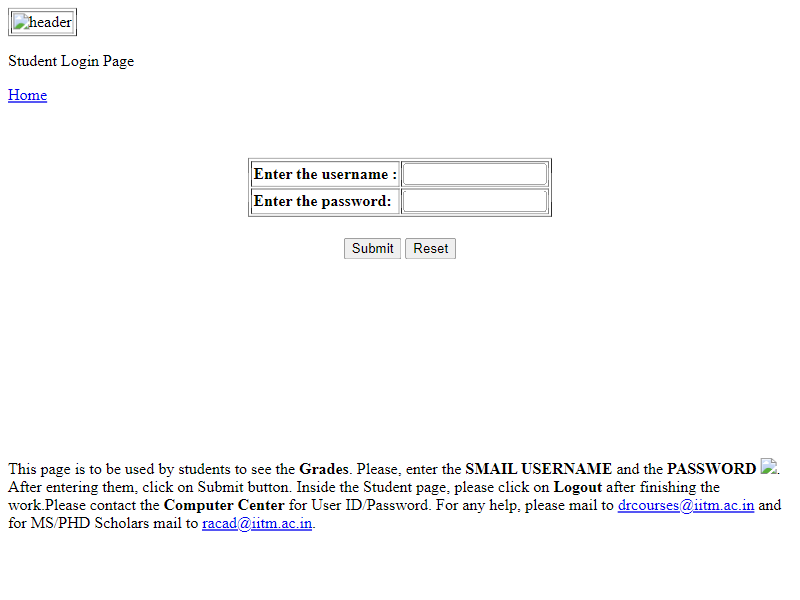 header
Student Login Page
Home
Enter the username :
Enter the password:
Submit Reset
This page is to be used by students to see the Grades. Please, enter the SMAIL USERNAME and the PASSWORD .
After entering them, click on Submit button. Inside the Student page, please click on Logout after finishing the
work.Please contact the Computer Center for User ID/Password. For any help, please mail to drcourses@iitm.ac.in and
for MS/PHD Scholars mail to racad@iitm.ac.in.